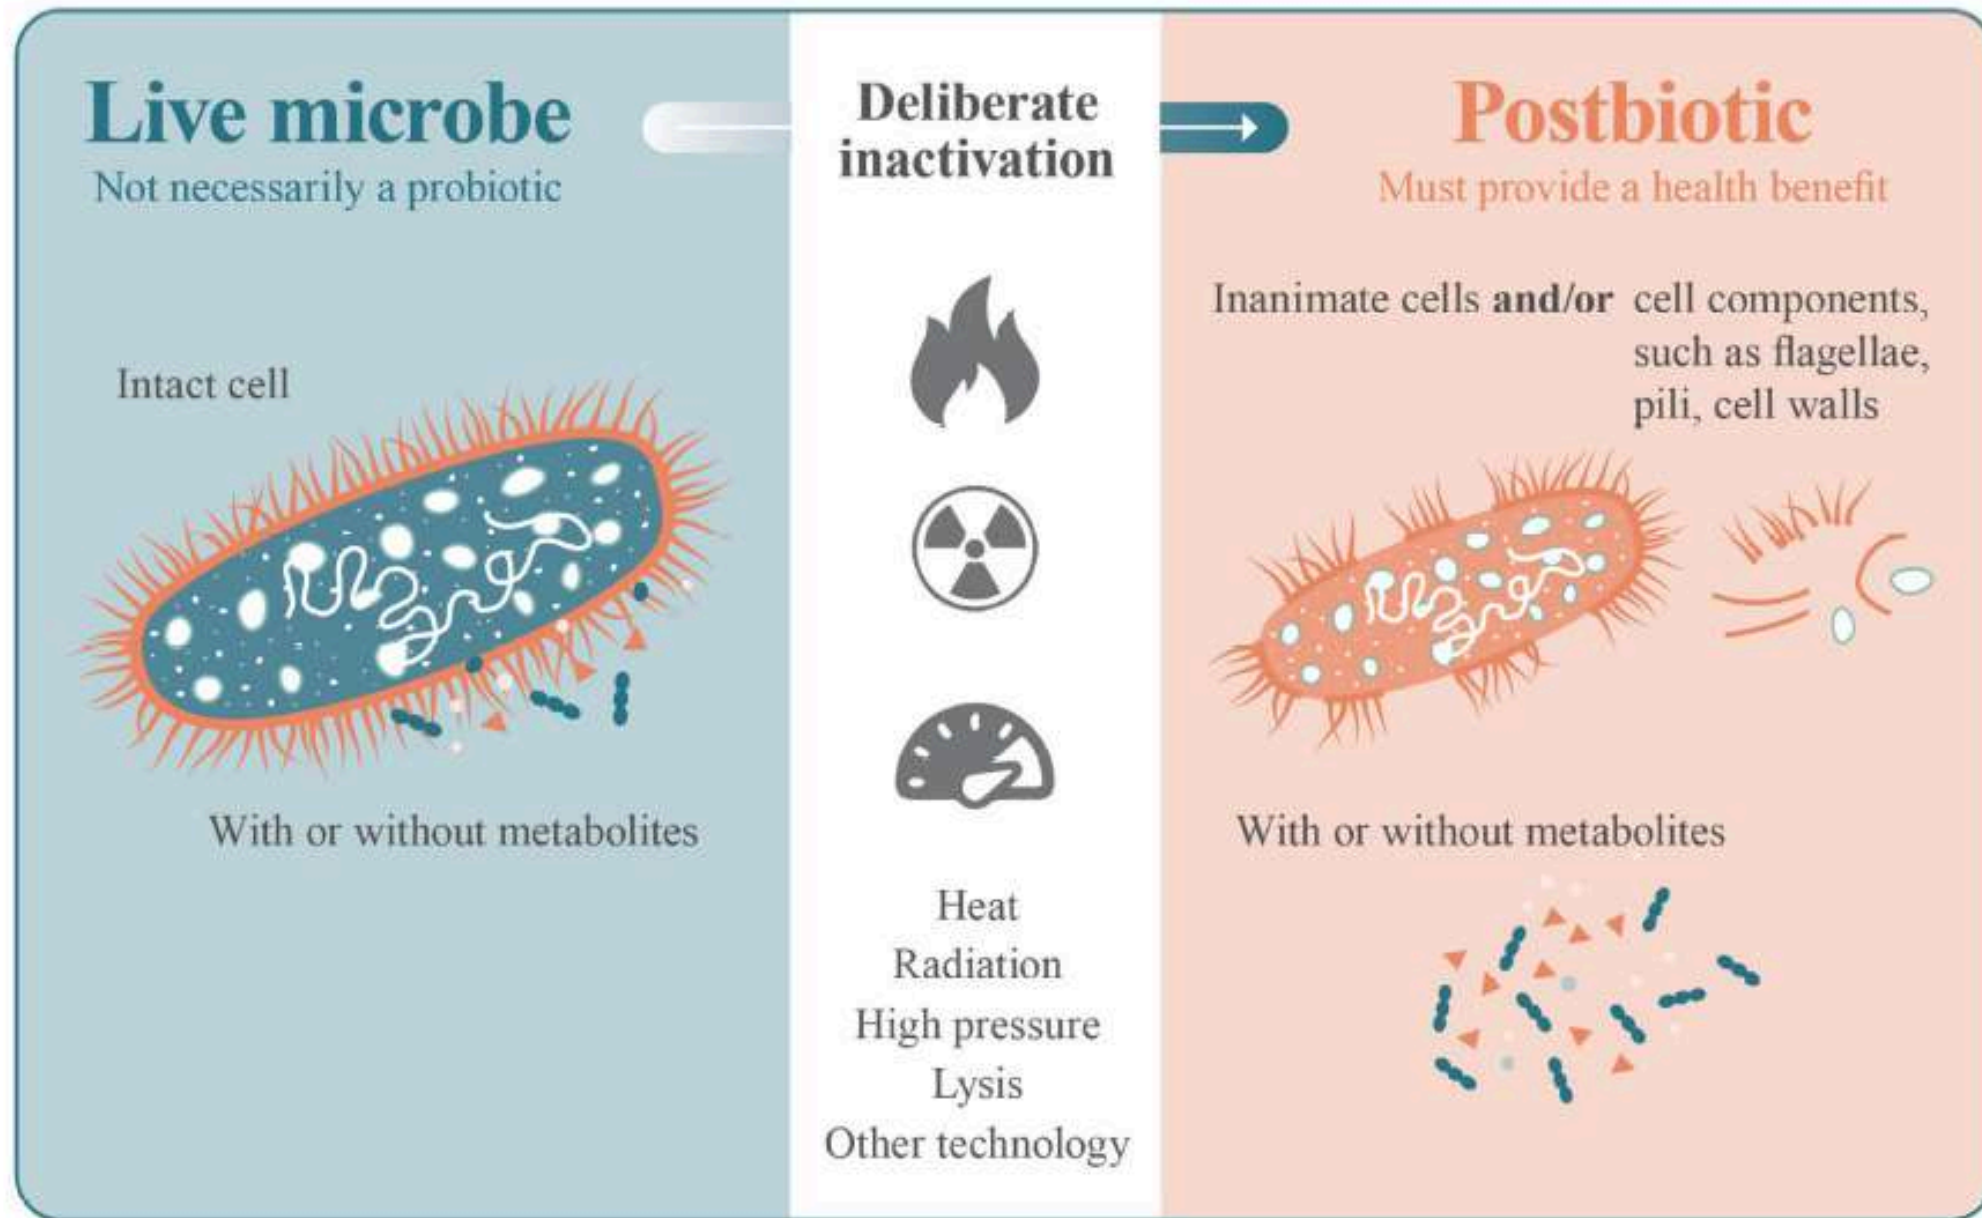 Live microbe
Not necessarily a probiotic
Intact cell
With or without metabolites
Deliberate
inactivation
Heat
Radiation
High pressure
Lysis
Other technology
Postbiotic
Must provide a health benefit
Inanimate cells and/or cell components,
such as flagellae,
pili, cell walls
With or without metabolites